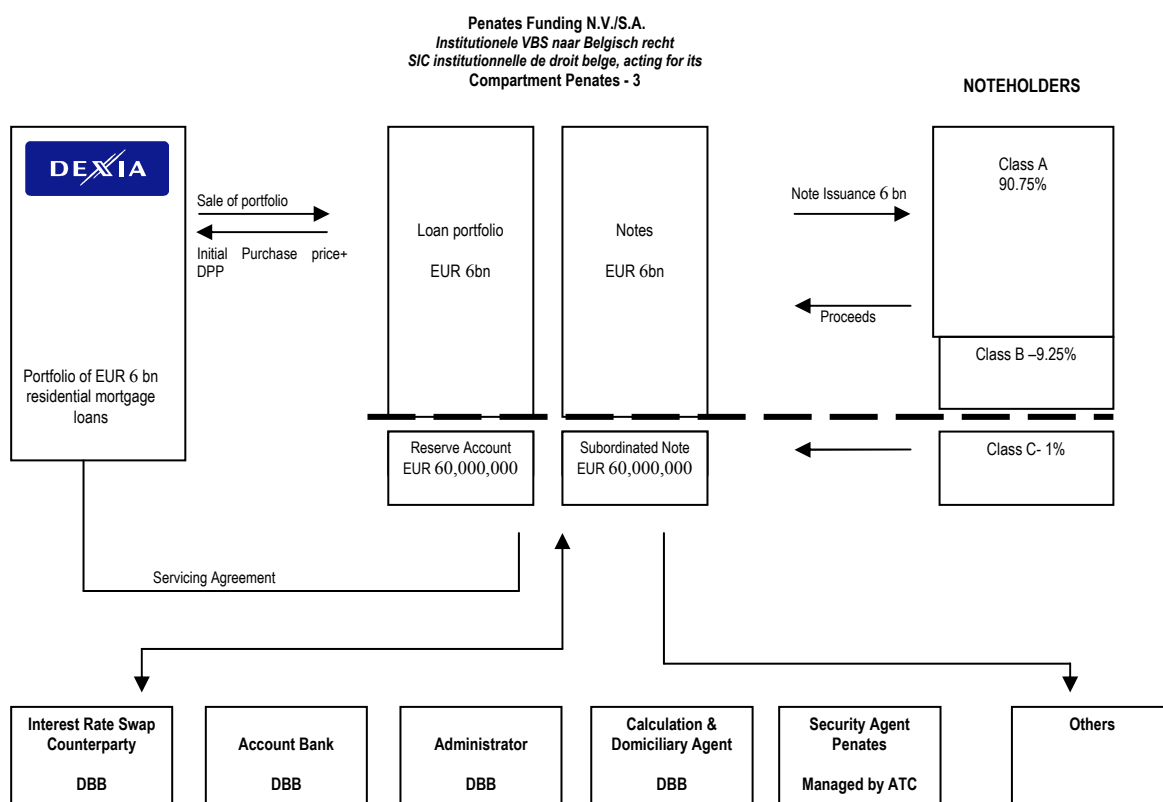 Penates Funding N.V./S.A.
Institutionele VBS naar Belgisch recht
SIC institutionnelle de droit belge, acting for its
Compartment Penates - 3
NOTEHOLDERS
DEXIA
Sale of portfolio
Initial Purchase price+
DPP
Portfolio of EUR 6 bn
residential mortgage
loans
Loan portfolio
EUR 6bn
Notes
EUR 6bn
Note Issuance 6 bn
Proceeds
Class A
90.75%
Class B –9.25%
Reserve Account
EUR 60,000,000
Subordinated Note
EUR 60,000,000
Class C- 1%
Servicing Agreement
Interest Rate Swap
Counterparty
DBB
Account Bank
DBB
Administrator
DBB
Calculation &
Domiciliary Agent
DBB
Security Agent
Penates
Managed by ATC
Others